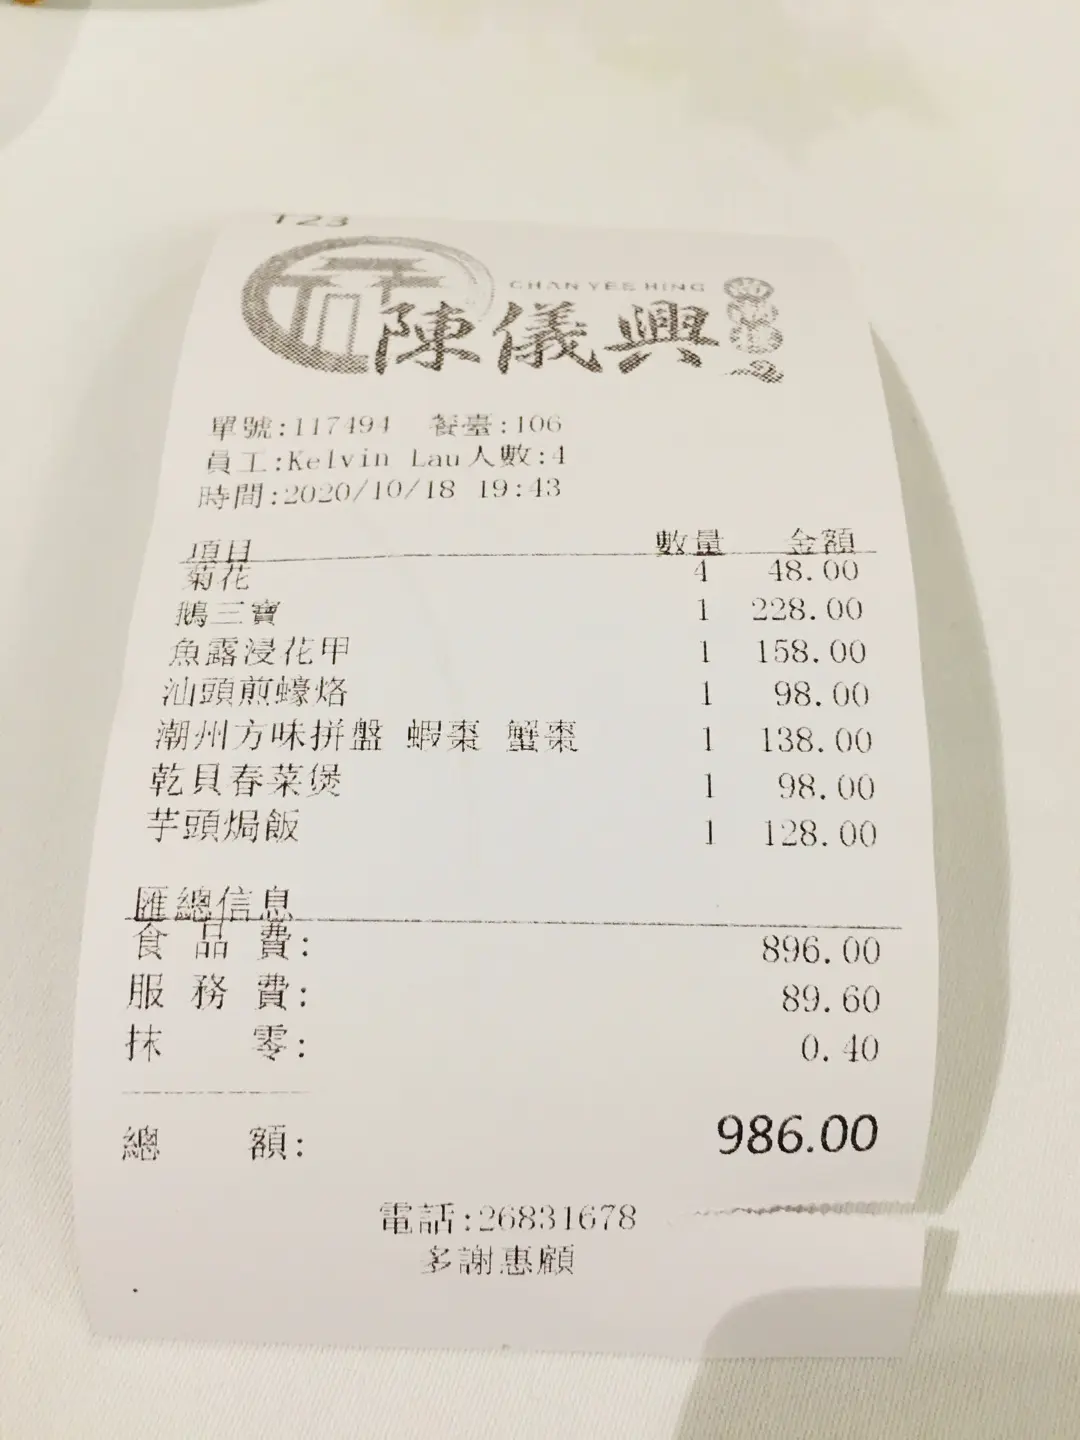 T23
CHAN YEE HING
陳儀興
單號:117494 餐臺:106
員工:Kelvin Lau人數:4
時間:2020/10/18 19:43
項目 數量 金額
菊花 4 48.00
鵝三寶 1 228.00
魚露浸花甲 1 158.00
汕頭煎蠔烙 1 98.00
潮州方味拼盤 蝦棗 蟹棗 1 138.00
乾貝春菜煲 1 98.00
芋頭焗飯 1 128.00
匯總信息
食品費: 896.00
服務費: 89.60
抹零: 0.40
總額: 986.00
電話:26831678
多謝惠顧